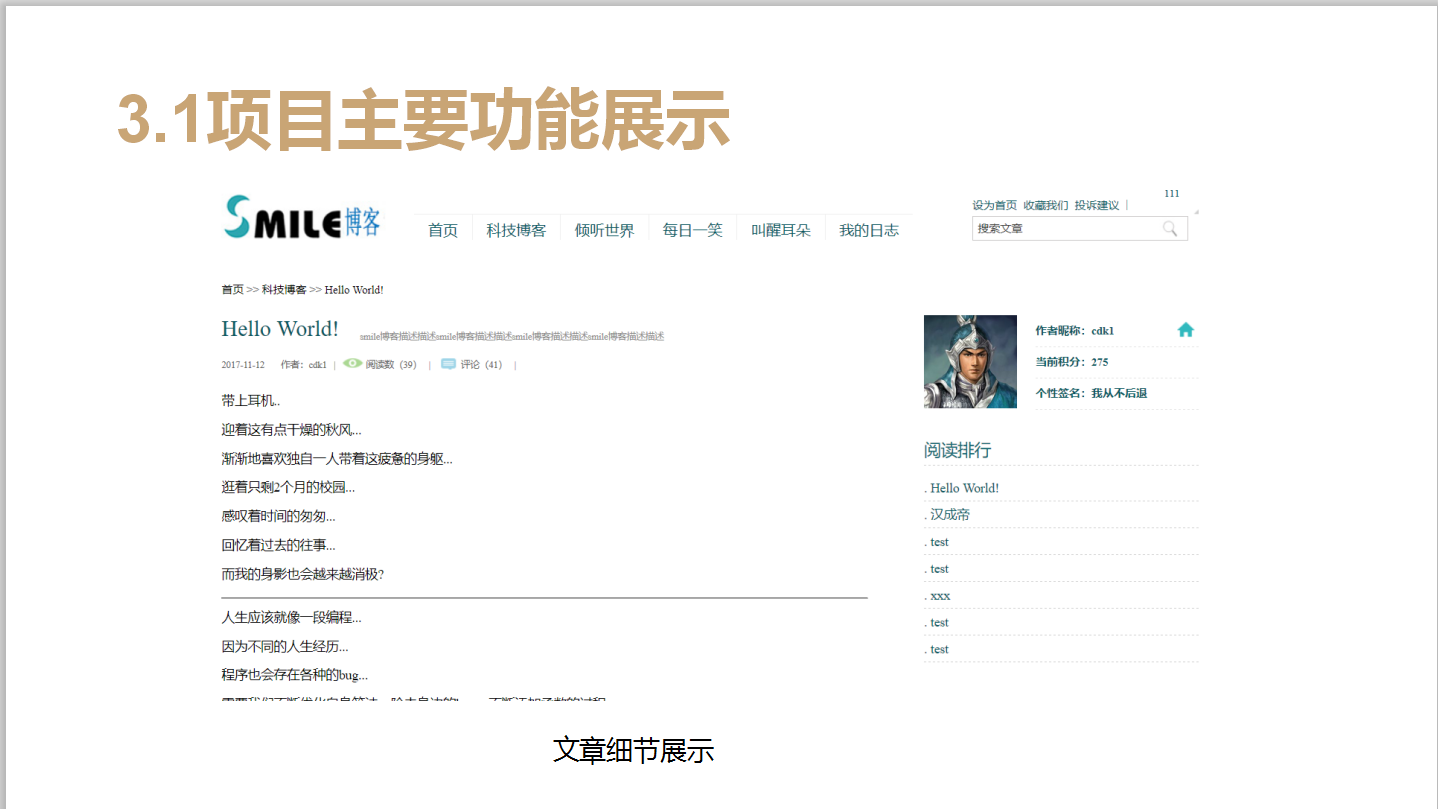 3.1项目主要功能展示
SMILE博客
首页 科技博客 倾听世界 每日一笑 叫醒耳朵 我的日志
111
设为首页 收藏我们 投诉建议 |
搜索文章
首页 >> 科技博客 >> Hello World!
Hello World! smile博客描述描述smile博客描述描述smile博客描述描述smile博客描述描述
2017-11-12 作者：cdk1 | 阅读数（39） | 评论（41） |
带上耳机..
迎着这有点干燥的秋风...
渐渐地喜欢独自一人带着这疲惫的身躯...
逛着只剩2个月的校园...
感叹着时间的匆匆...
回忆着过去的往事...
而我的身影也会越来越消极?
人生应该就像一段编程...
因为不同的人生经历...
程序也会存在各种的bug...
作者昵称：cdk1
当前积分：275
个性签名：我从不后退
阅读排行
. Hello World!
. 汉成帝
. test
. test
. xxx
. test
. test
文章细节展示